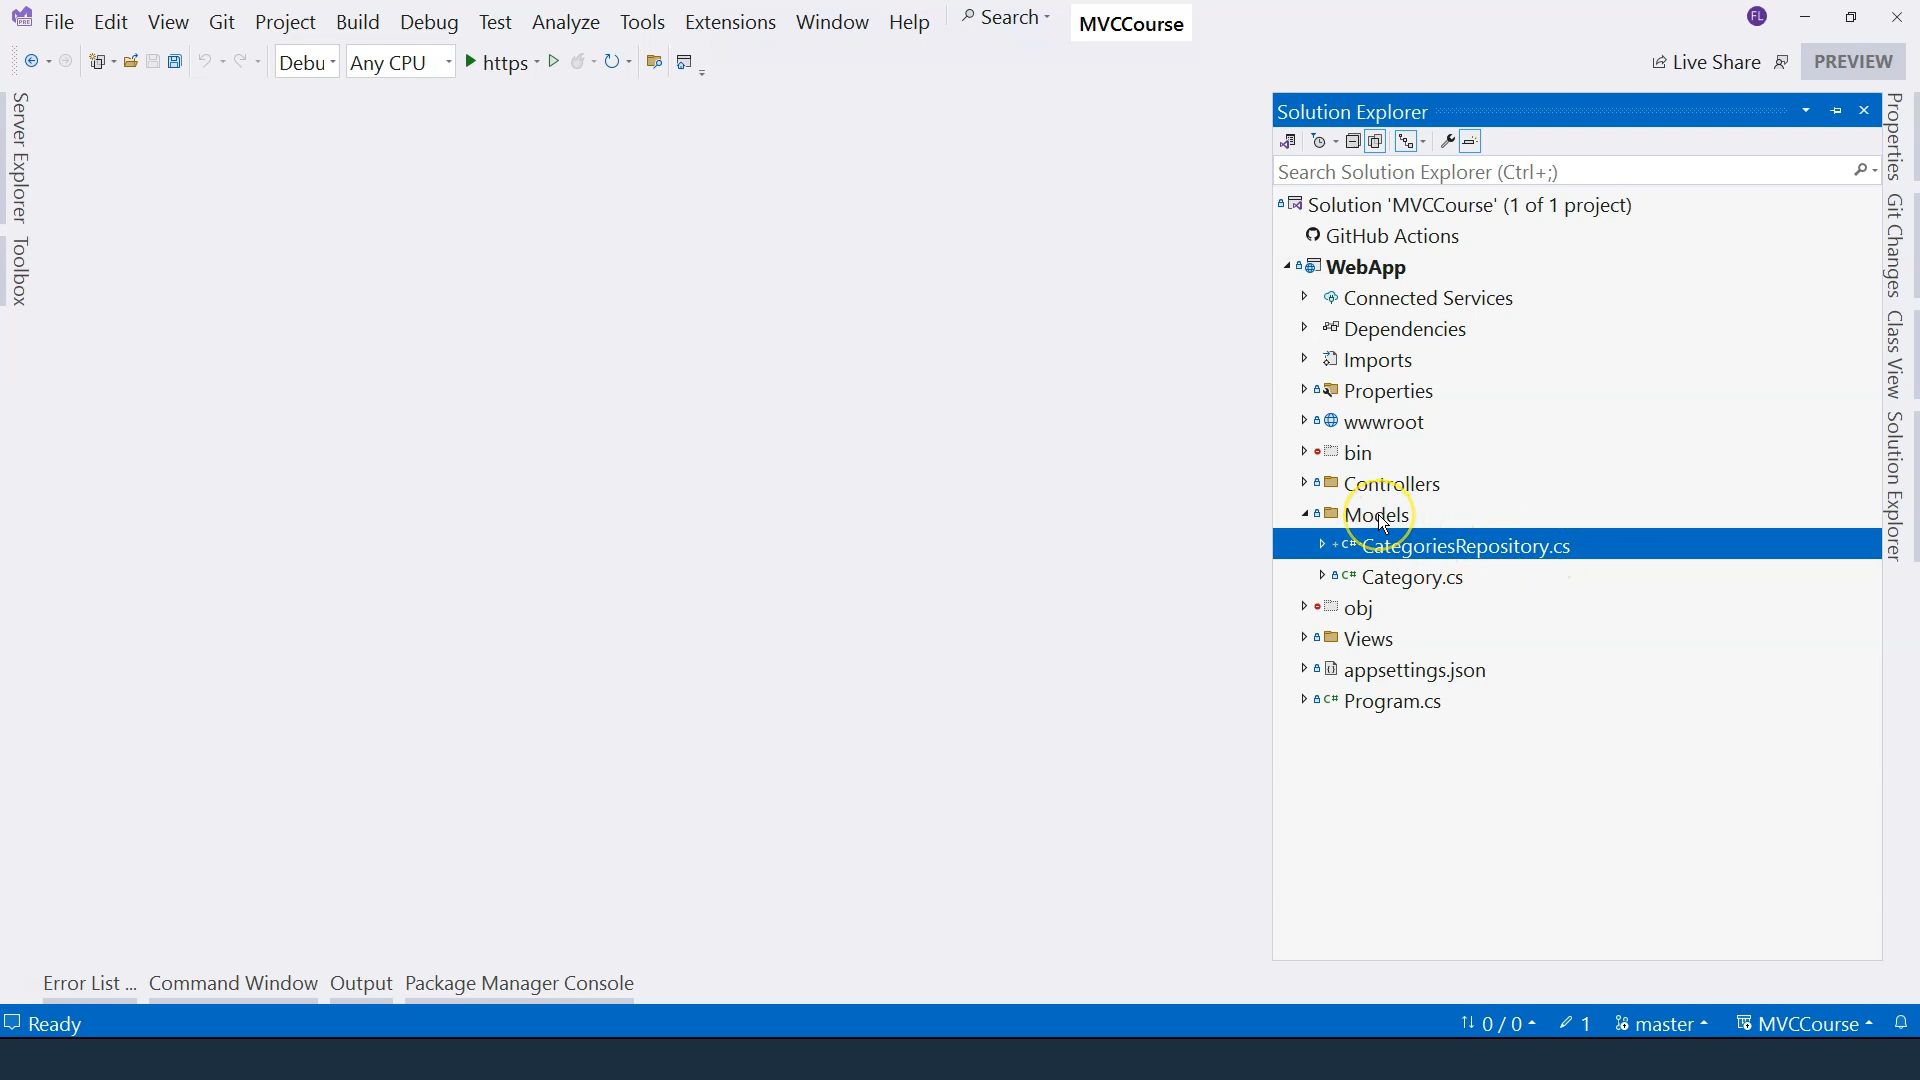 File Edit View Git Project Build Debug Test Analyze Tools Extensions Window Help Search MVCCourse FL
Debu Any CPU https Live Share PREVIEW
Server Explorer
Toolbox
Solution Explorer
Search Solution Explorer (Ctrl+;)
Solution 'MVCCourse' (1 of 1 project)
GitHub Actions
WebApp
Connected Services
Dependencies
Imports
Properties
wwwroot
bin
Controllers
Models
C# CategoriesRepository.cs
C# Category.cs
obj
Views
appsettings.json
C# Program.cs
Properties
Git Changes
Class View
Solution Explorer
Error List ... Command Window Output Package Manager Console
Ready 0 / 0 1 master MVCCourse